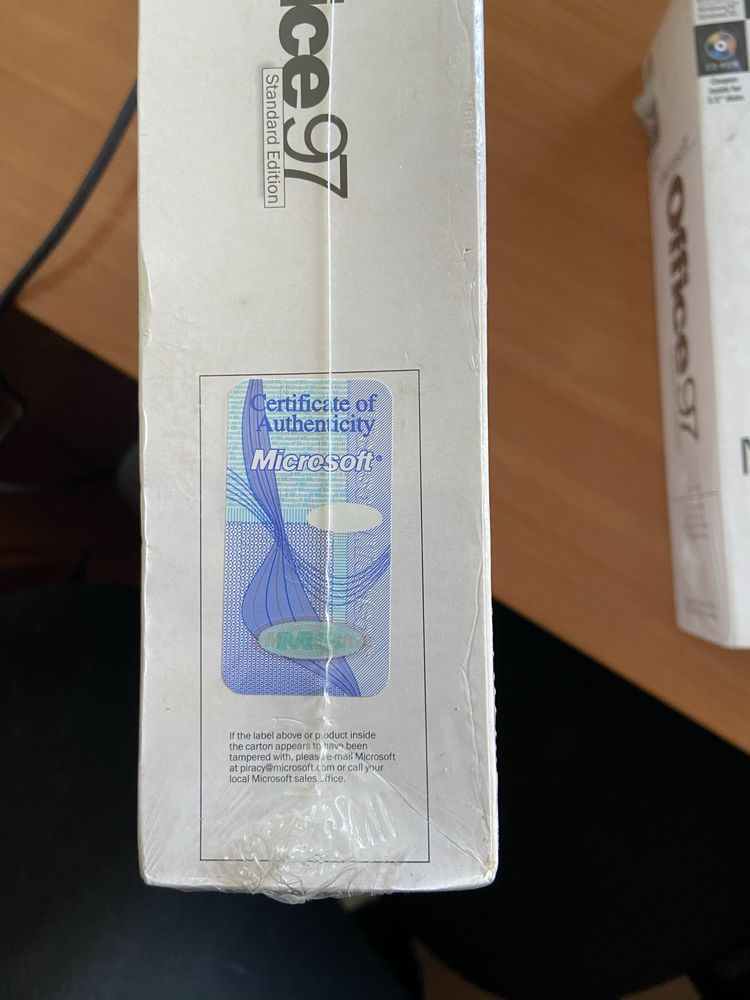 ice 97
Standard Edition
Certificate of
Authenticity
Microsoft®
If the label above or product inside
the carton appears to have been
tampered with, please e-mail Microsoft
at piracy@microsoft.com or call your
local Microsoft sales office.
CD-ROM
Office 97